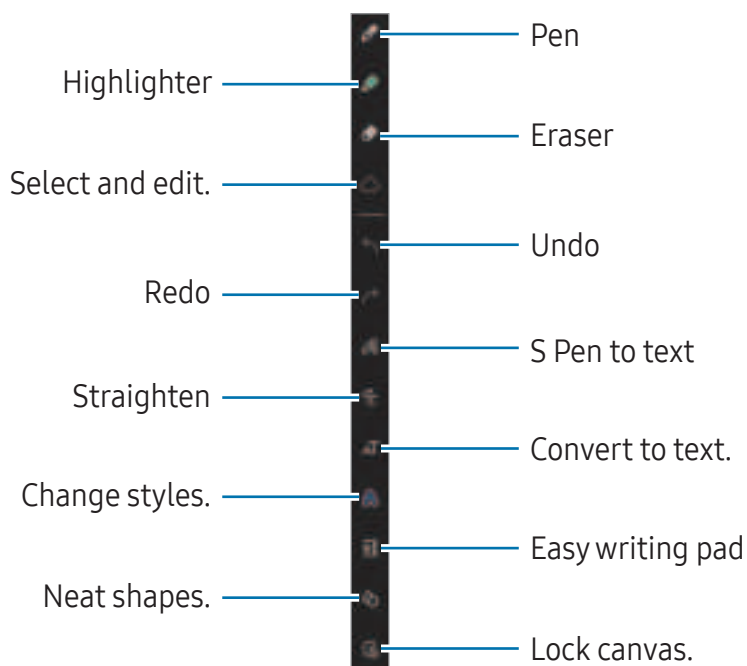 Pen
Highlighter
Eraser
Select and edit.
Undo
Redo
S Pen to text
Straighten
Convert to text.
Change styles.
Easy writing pad
Neat shapes.
Lock canvas.